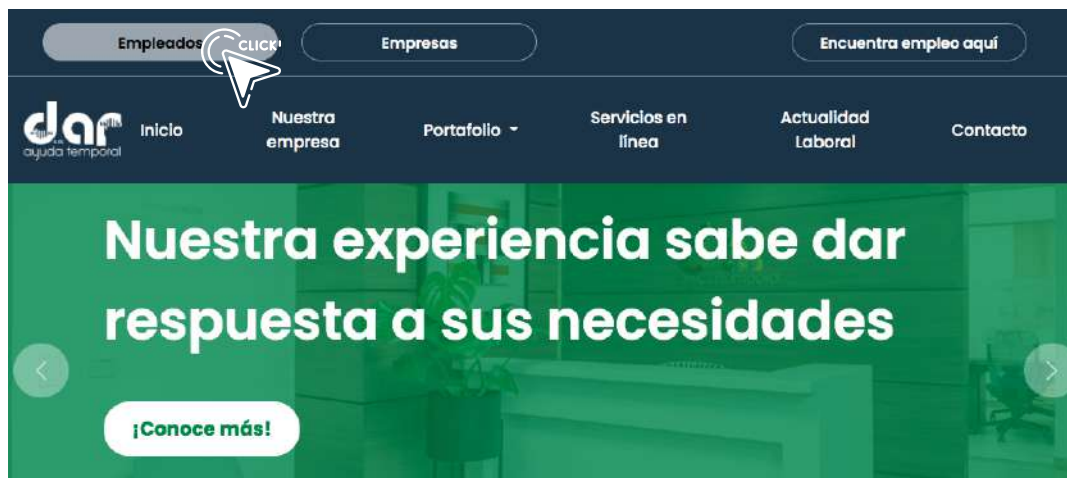 Empleados
CLICK!
Empresas
Encuentra empleo aquí
dar
ayuda temporal
Inicio
Nuestra
empresa
Portafolio
Servicios en
línea
Actualidad
Laboral
Contacto
Nuestra experiencia sabe dar
respuesta a sus necesidades
¡Conoce más!